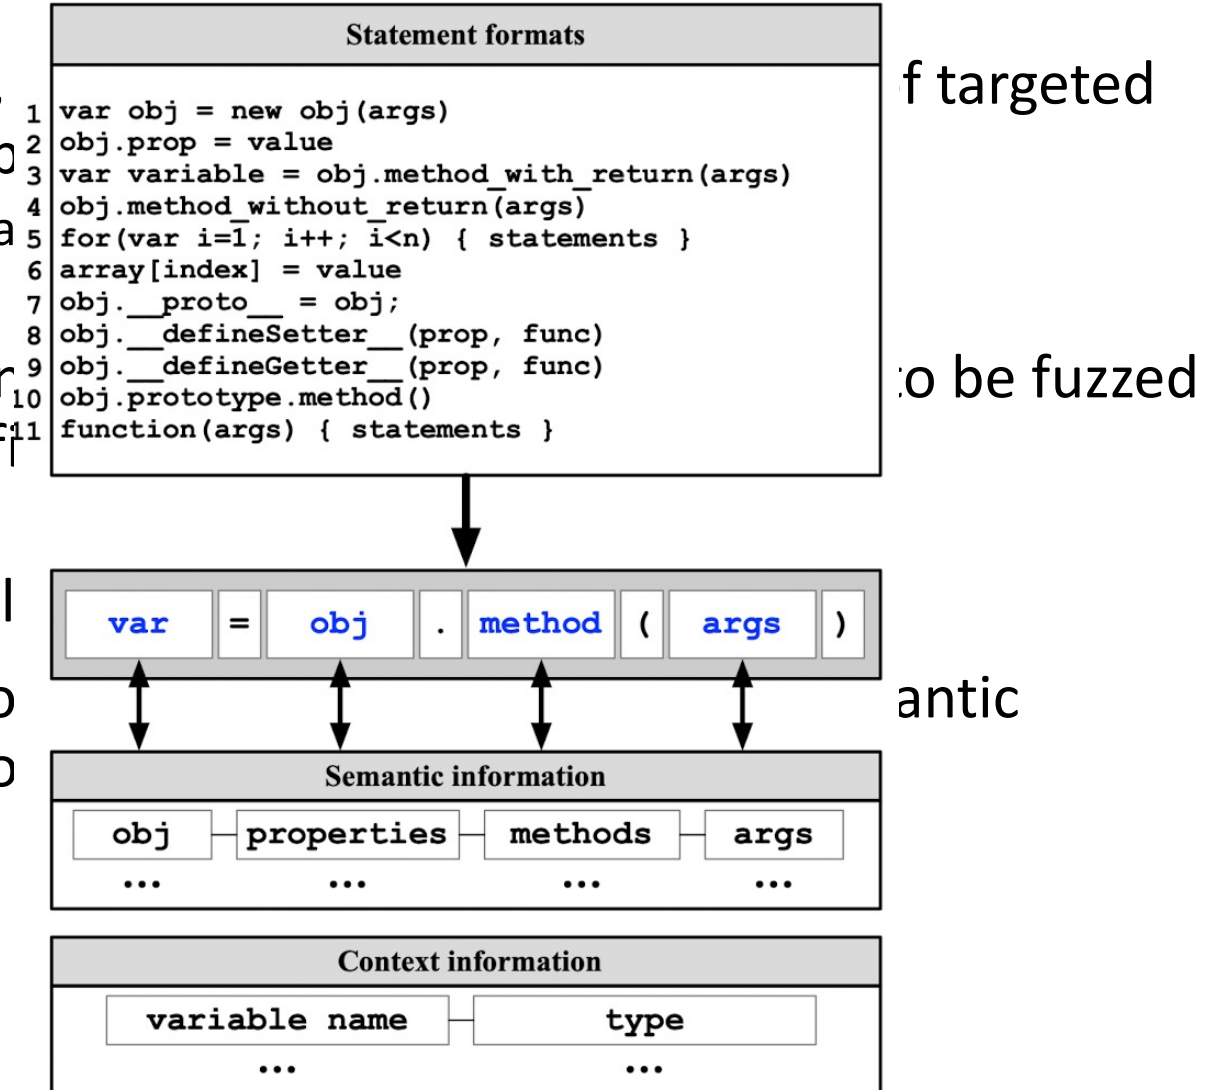 Statement formats
f targeted
1 var obj = new obj(args)
2 obj.prop = value
3 var variable = obj.method_with_return(args)
4 obj.method_without_return(args)
5 for(var i=1; i++; i<n) { statements }
6 array[index] = value
7 obj.__proto__ = obj;
8 obj.__defineSetter__(prop, func)
9 obj.__defineGetter__(prop, func)
to be fuzzed
10 obj.prototype.method()
11 function(args) { statements }
var = obj . method ( args )
antic
Semantic information
obj properties methods args
... ... ... ...
Context information
variable name type
... ...